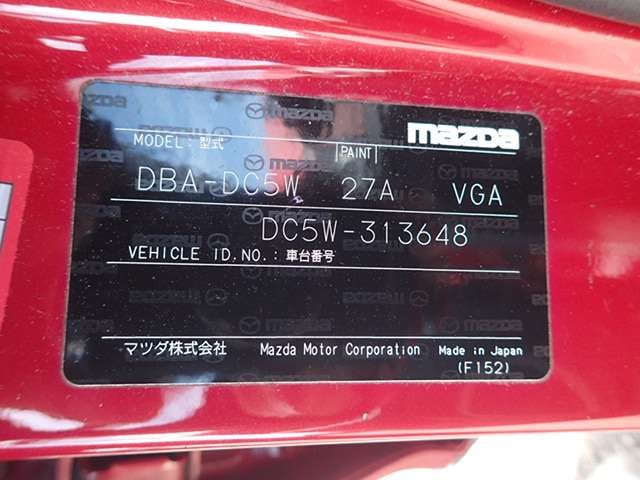 mazda
MODEL: 型式 PAINT
DBA-DC5W 27A VGA
DC5W-313648
VEHICLE ID.NO.: 車台番号
マツダ株式会社 Mazda Motor Corporation Made in Japan
(F152)